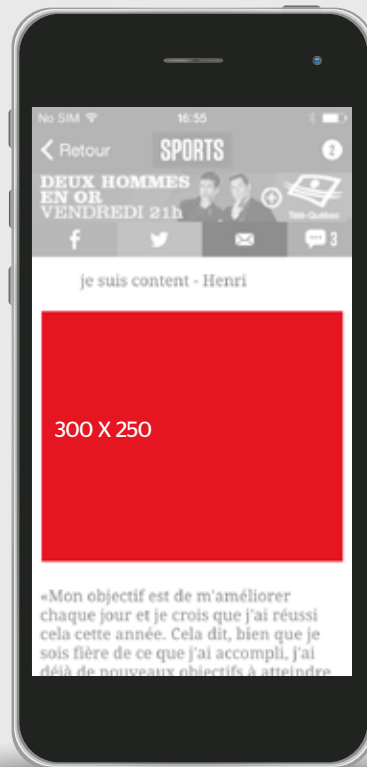 No SIM 16:55
Retour SPORTS 2
DEUX HOMMES
EN OR
VENDREDI 21h
Télé-Québec
f 3
je suis content - Henri
300 X 250
«Mon objectif est de m'améliorer
chaque jour et je crois que j'ai réussi
cela cette année. Cela dit, bien que je
sois fière de ce que j'ai accompli, j'ai
déjà de nouveaux objectifs à atteindre